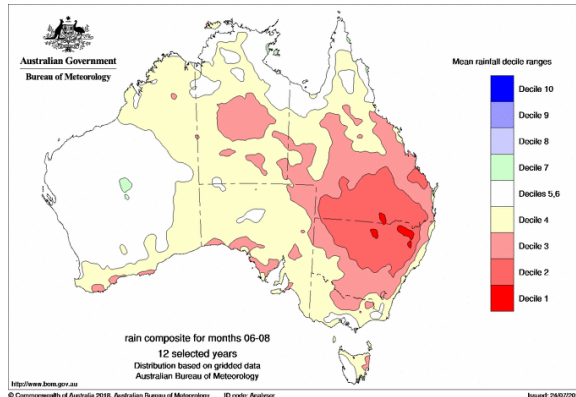 Australian Government
Bureau of Meteorology
Mean rainfall decile ranges
Decile 10
Decile 9
Decile 8
Decile 7
Deciles 5,6
Decile 4
Decile 3
Decile 2
Decile 1
rain composite for months 06-08
12 selected years
Distribution based on gridded data
Australian Bureau of Meteorology
http://www.bom.gov.au
© Commonwealth of Australia 2018, Australian Bureau of Meteorology ID code: Analyser Issued: 24/07/20